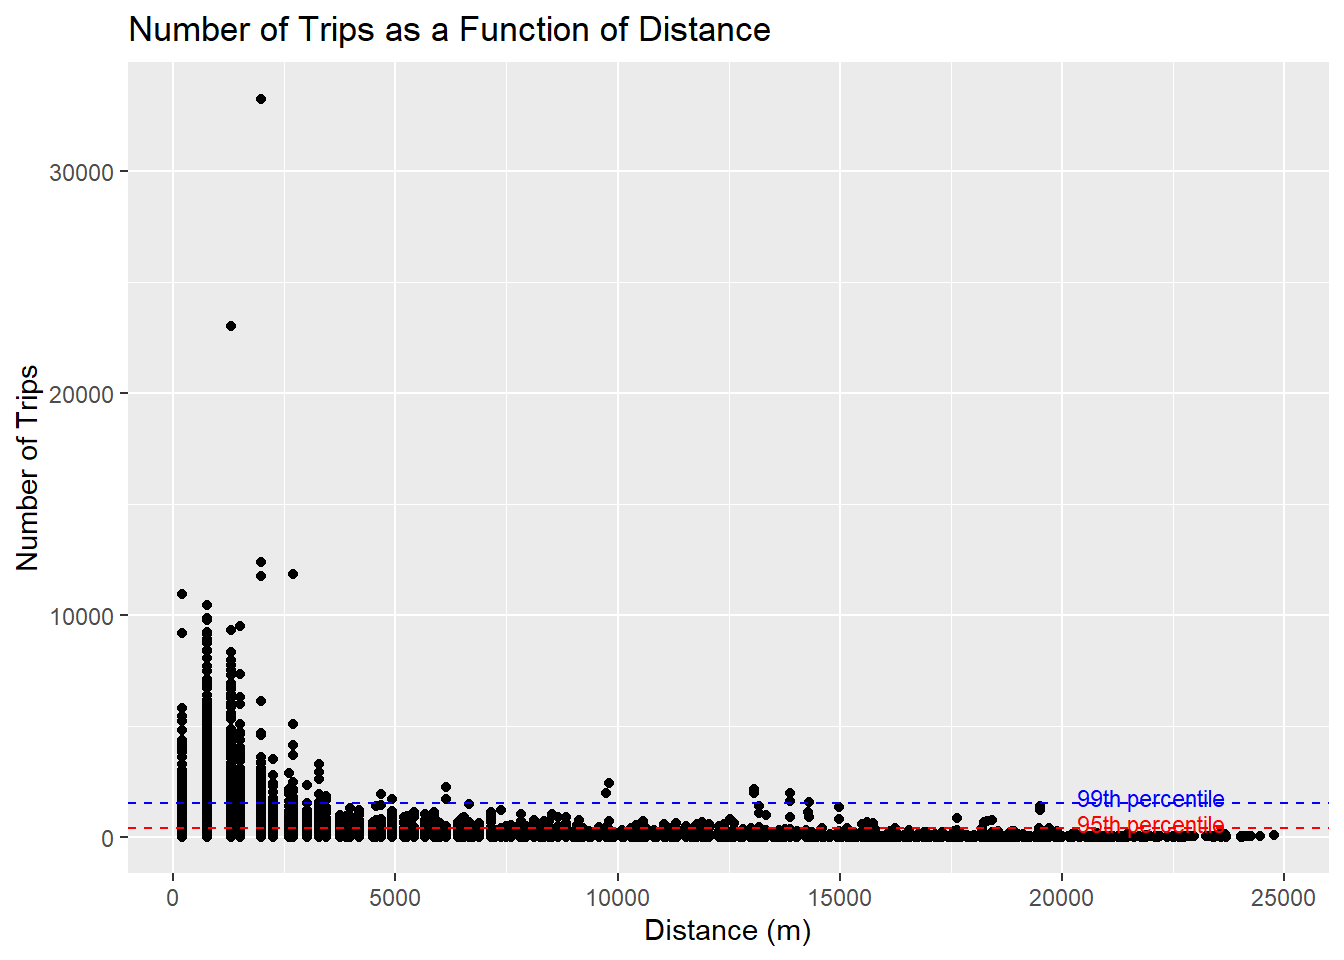 Number of Trips as a Function of Distance
Number of Trips
30000
20000
10000
0
99th percentile
95th percentile
0 5000 10000 15000 20000 25000
Distance (m)